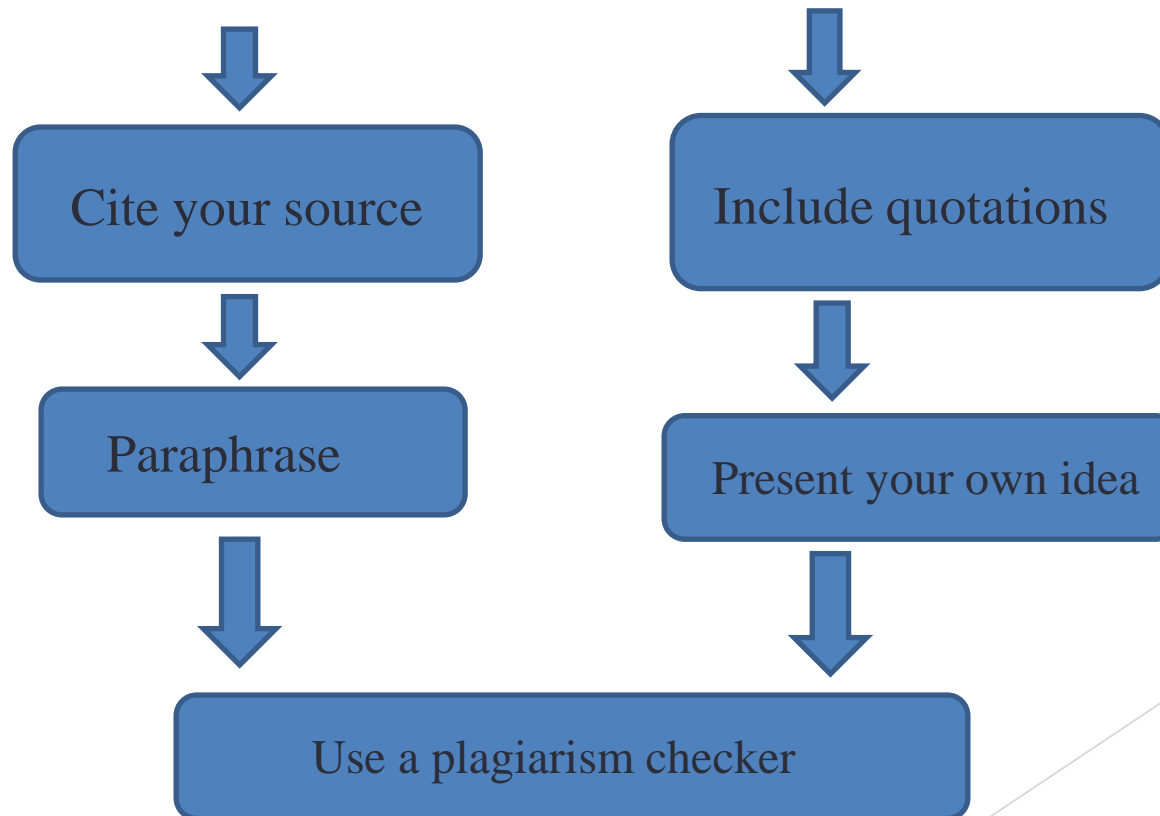 Cite your source
Include quotations
Paraphrase
Present your own idea
Use a plagiarism checker